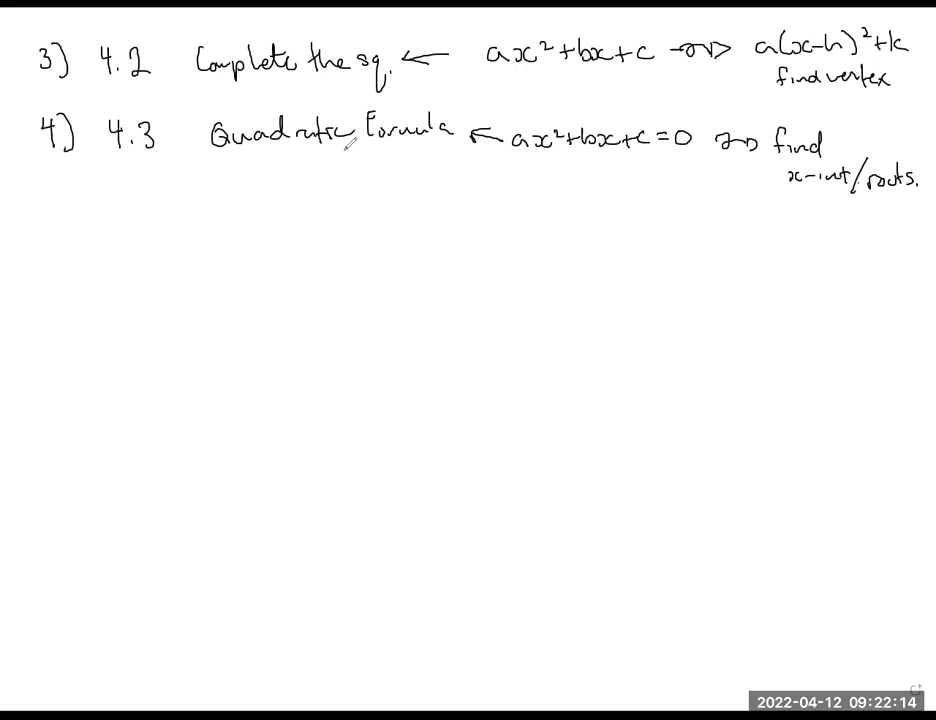 3) 4.2 Complete the sq. ← ax²+bx+c → a(x-h)²+k
find vertex
4) 4.3 Quadratic Formula ← ax²+bx+c=0 → find
x-int/roots.
2022-04-12 09:22:14